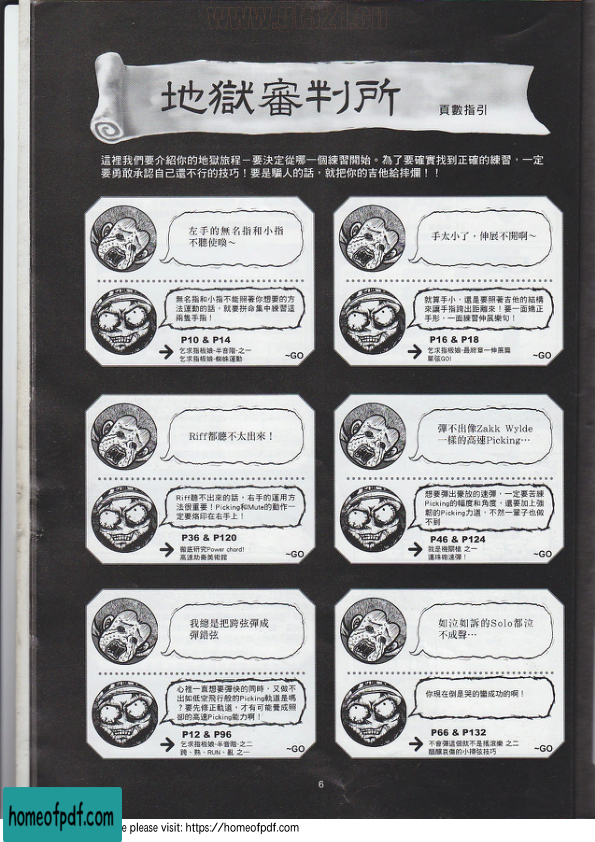 地獄審判所
頁數指引
這裡我們要介紹你的地獄旅程－要決定從哪一個練習開始。為了要確實找到正確的練習，一定
要勇敢承認自己還不行的技巧！要是騙人的話，就把你的吉他給摔爛！！
左手的無名指和小指
不聽使喚～
無名指和小指不能照著你想要的方
法運動的話，就要拼命集中練習這
兩隻手指！
P10 & P14
乞求指板娘-半音階-之一
乞求指板娘-蜘蛛運動
~GO
手太小了，伸展不開啊～
就算手小，還是要照著吉他的結構
來讓手指跨出距離來！要一面矯正
手形，一面練習伸展樂句！
P16 & P18
乞求指板娘-最終章－伸展篇
單弦GO!
~GO
Riff都聽不太出來！
Riff聽不出來的話，右手的運用方
法很重要！Picking和Mute的動作一
定要烙印在右手上！
P36 & P120
徹底研究Power chord!
高速助奏美術館
~GO
彈不出像Zakk Wylde
一樣的高速Picking…
想要彈出豪放的速彈，一定要苦練
Picking的幅度和角度，還要加上強
韌的Picking力道，不然一輩子也做
不到
P46 & P124
我是機關槍 之一
連珠砲速彈！
~GO
我總是把跨弦彈成
彈錯弦
心裡一直想要彈快的同時，又做不
出如低空飛行般的Picking軌道是嗎
？要先修正軌道，才有可能養成照
卻的高速Picking能力啊！
P12 & P96
乞求指板娘-半音階-之二
跨、熟、RUN、亂 之一
~GO
如泣如訴的Solo都泣
不成聲…
你現在倒是哭的蠻成功的啊！
P66 & P132
不會彈這個就不是搖滾樂 之二
醞釀哀傷的小掃弦技巧
~GO
6
homeofpdf.com
e please visit: https://homeofpdf.com